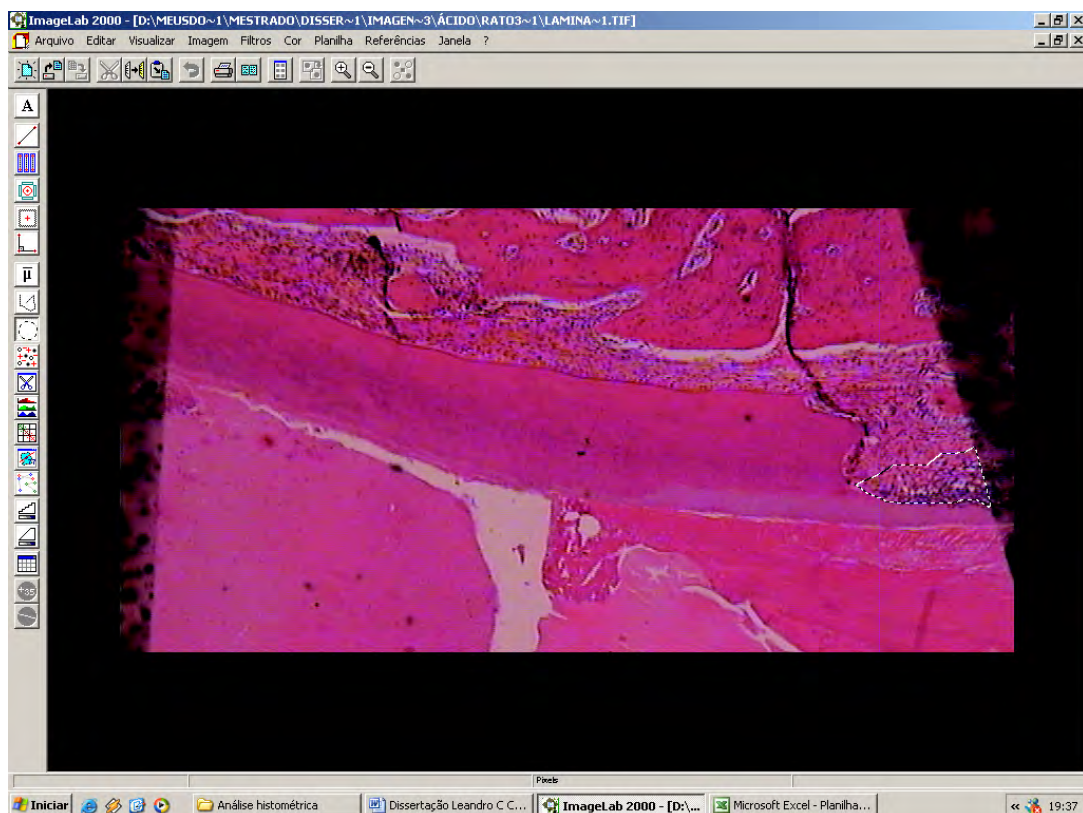 ImageLab 2000 - [D:\MEUSDO~1\MESTRADO\DISSER~1\IMAGEN~3\ÁCIDO\RATO3~1\LAMINA~1.TIF]
Arquivo Editar Visualizar Imagem Filtros Cor Planilha Referências Janela ?
A
μ
Pixels
Iniciar Análise histométrica Dissertação Leandro C C... ImageLab 2000 - [D:\... Microsoft Excel - Planilha... « 19:37